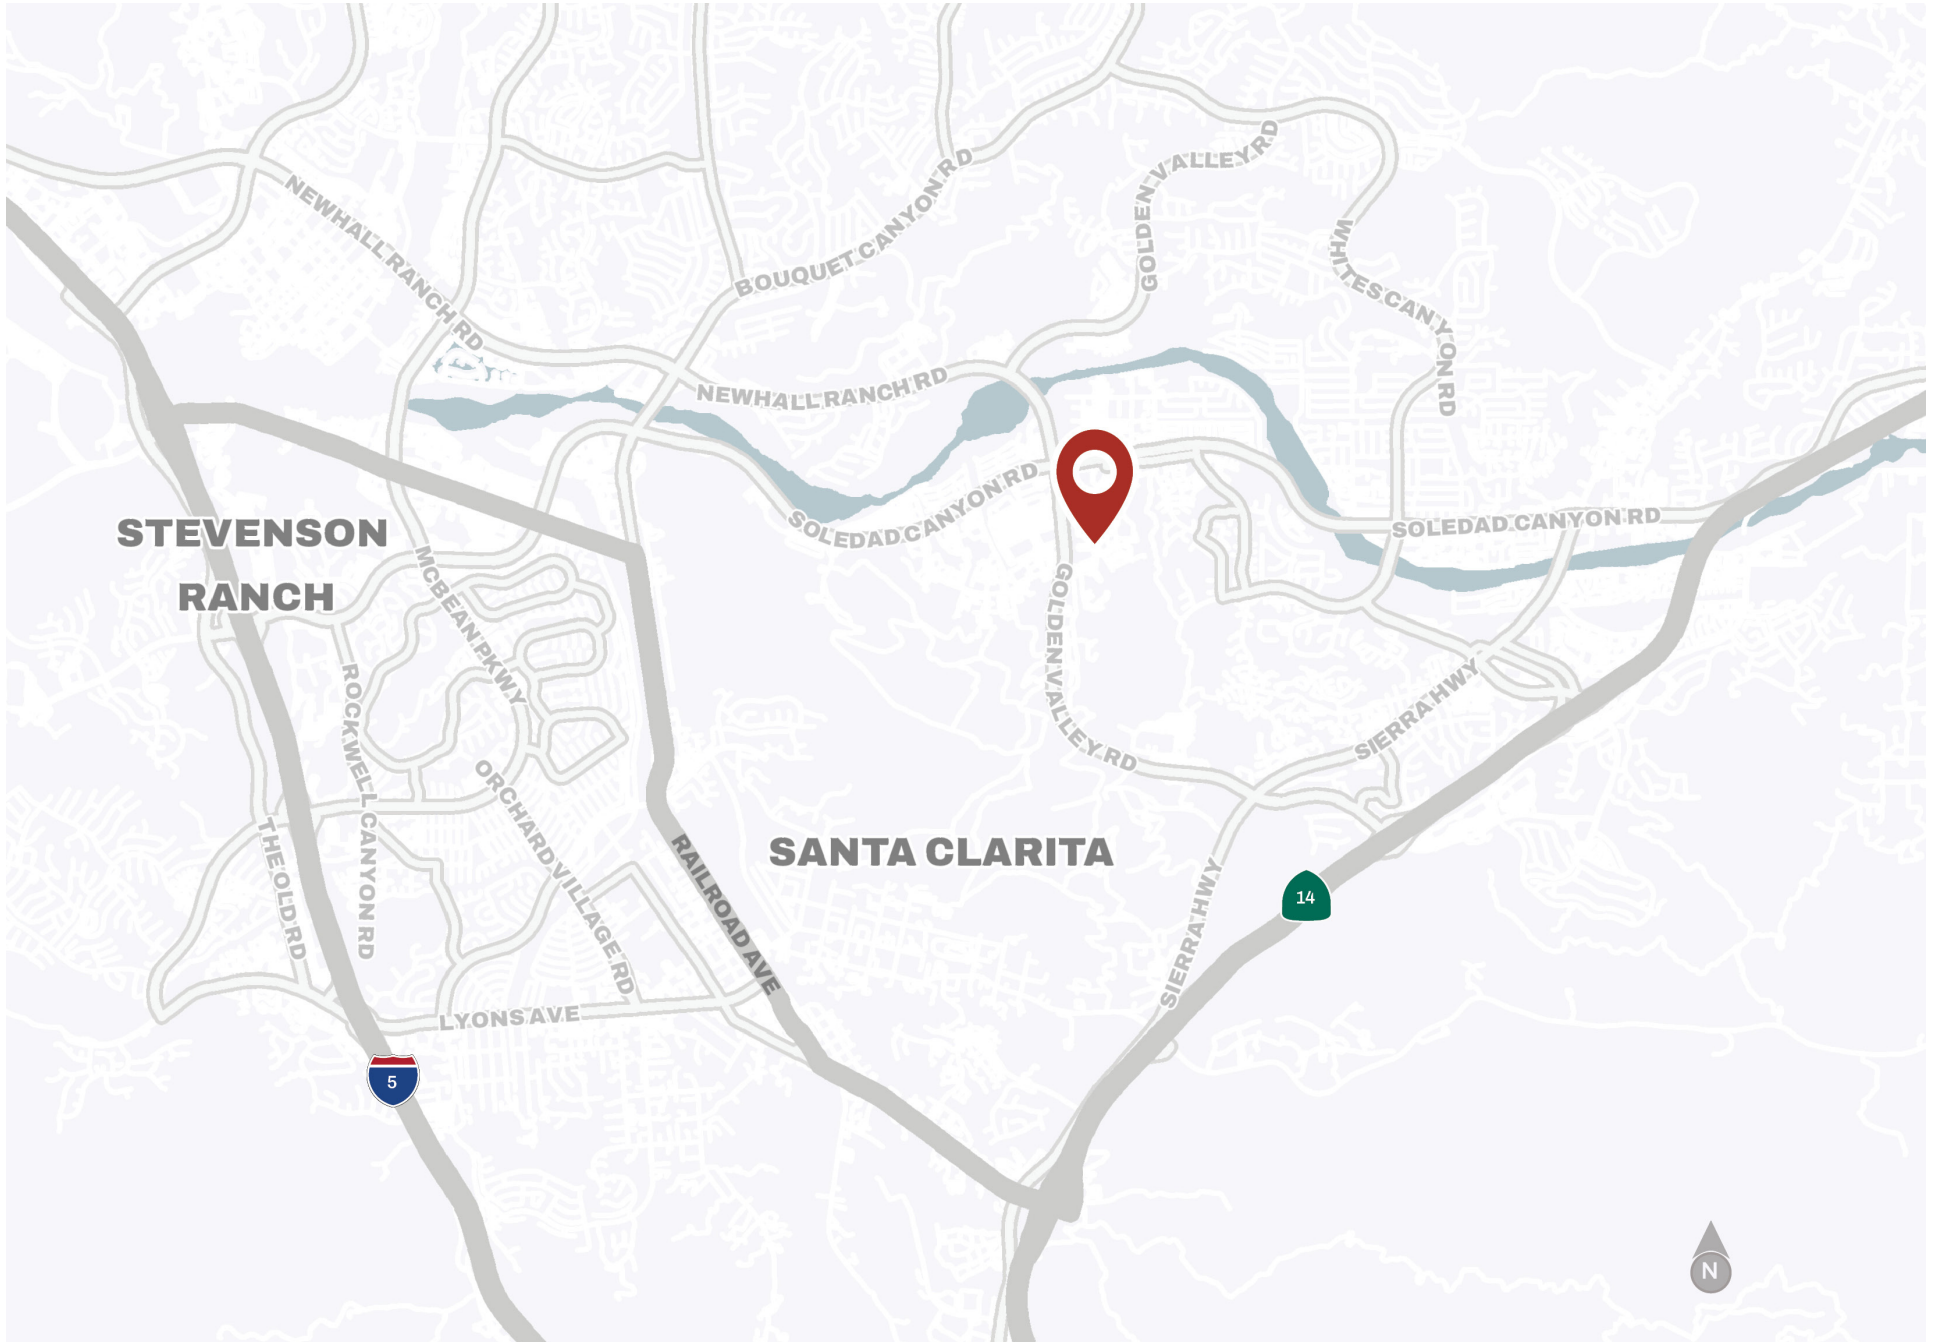 GOLDEN VALLEY RD
BOUQUET CANYON RD
NEWHALL RANCH RD
WHITES CANYON RD
NEWHALL RANCH RD
SOLEDAD CANYON RD
SOLEDAD CANYON RD
STEVENSON
RANCH
MCBEAN PKWY
GOLDEN VALLEY RD
ROCKWELL CANYON RD
SIERRA HWY
ORCHARD VILLAGE RD
THE OLD RD
RAILROAD AVE
SANTA CLARITA
SIERRA HWY
14
LYONS AVE
5
N